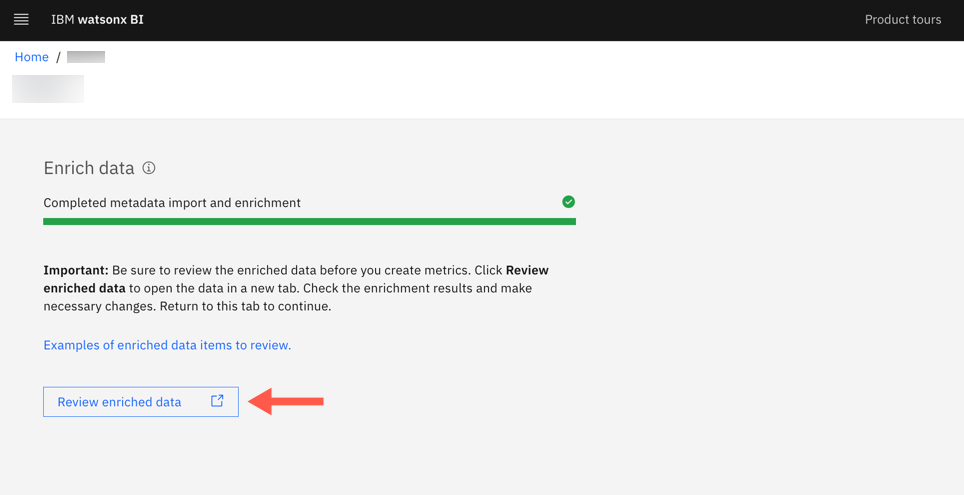 IBM watsonx BI
Product tours
Home /
Enrich data
Completed metadata import and enrichment
Important: Be sure to review the enriched data before you create metrics. Click Review
enriched data to open the data in a new tab. Check the enrichment results and make
necessary changes. Return to this tab to continue.
Examples of enriched data items to review.
Review enriched data